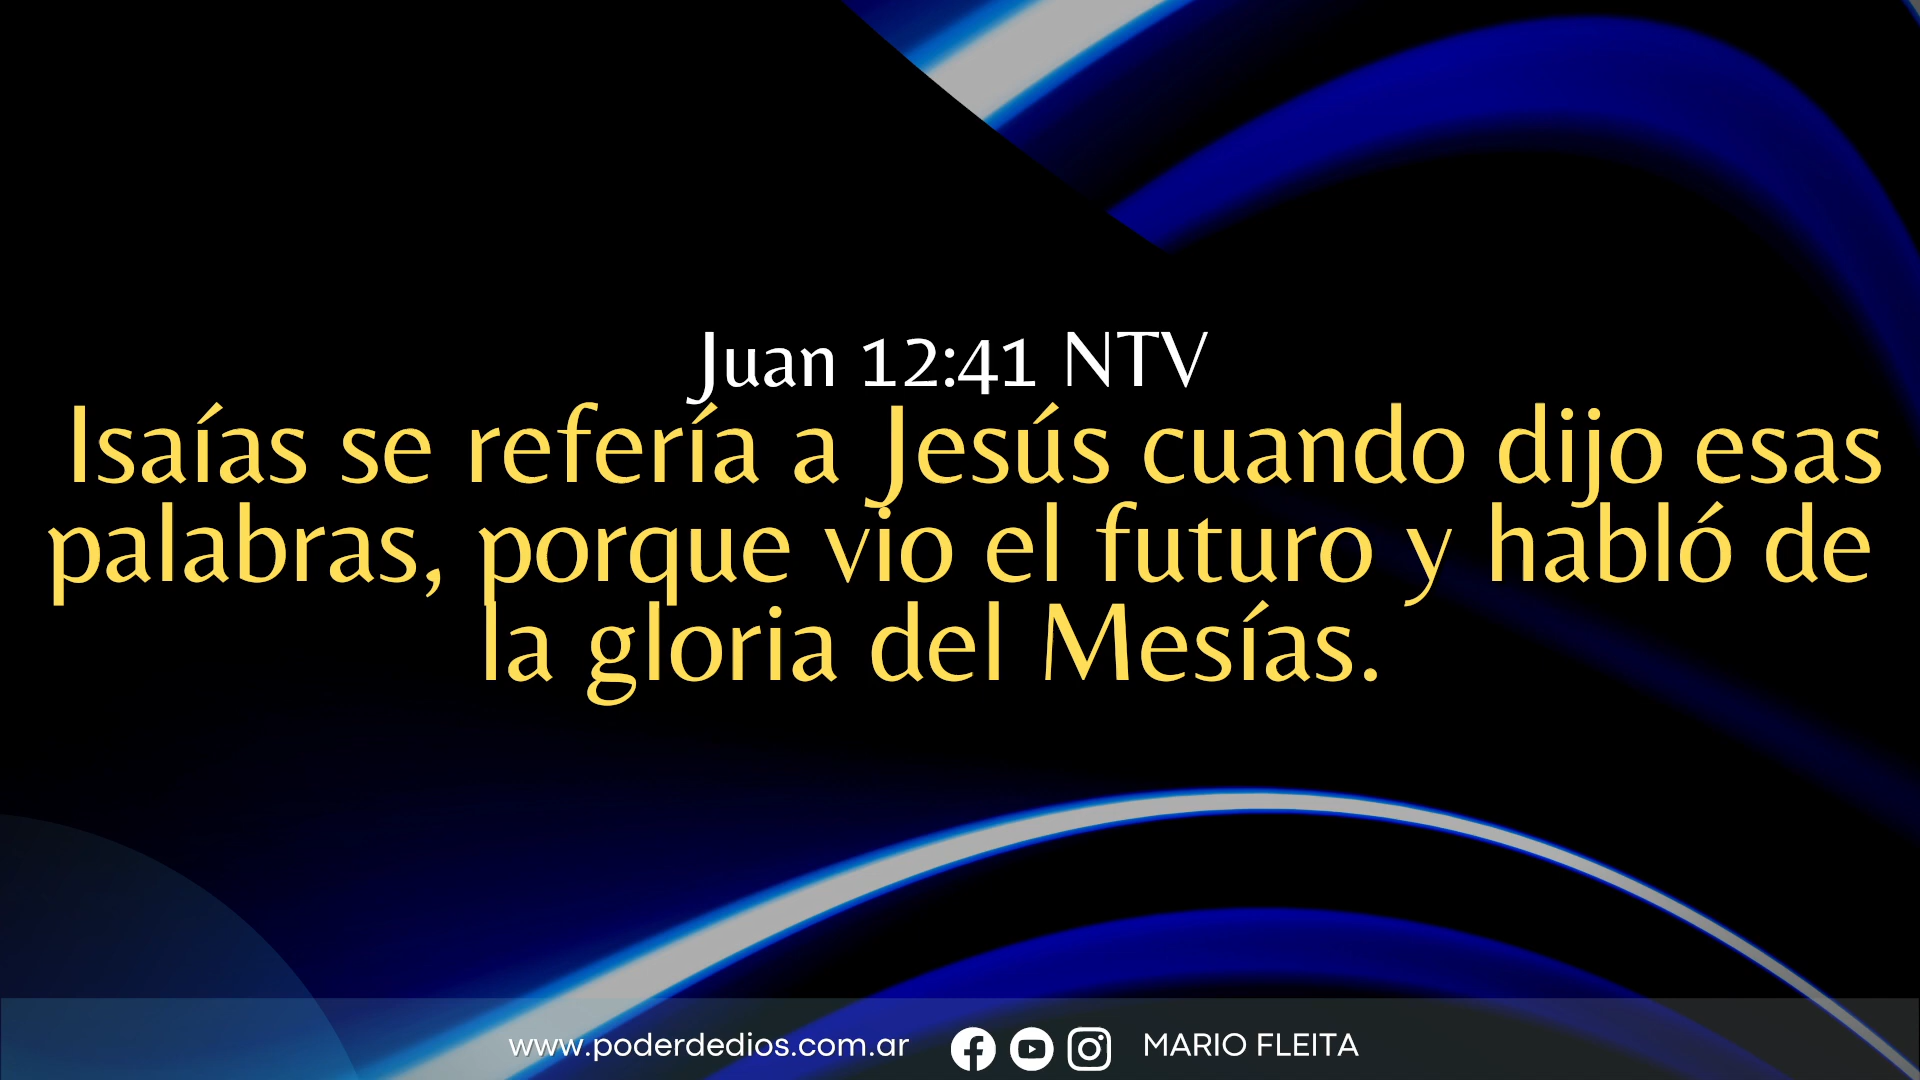 Juan 12:41 NTV
Isaías se refería a Jesús cuando dijo esas
palabras, porque vio el futuro y habló de
la gloria del Mesías.
www.poderdedios.com.ar MARIO FLEITA